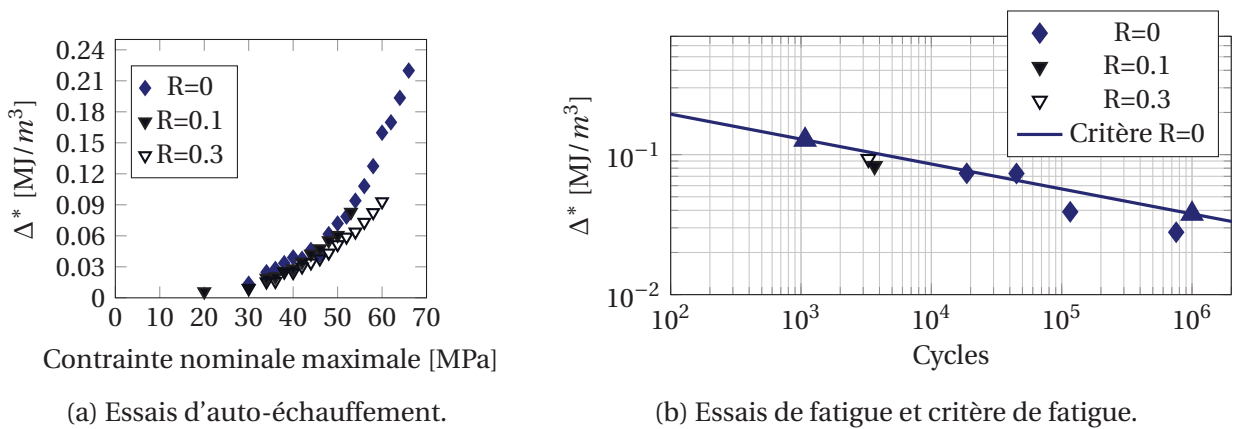 0.24
0.21
0.18
0.15
0.12
0.09
0.06
0.03
0
Δ* [MJ/m³]
0 10 20 30 40 50 60 70
Contrainte nominale maximale [MPa]
R=0
R=0.1
R=0.3
(a) Essais d'auto-échauffement.
R=0
R=0.1
R=0.3
Critère R=0
Δ* [MJ/m³]
10⁻¹
10⁻²
10² 10³ 10⁴ 10⁵ 10⁶
Cycles
(b) Essais de fatigue et critère de fatigue.